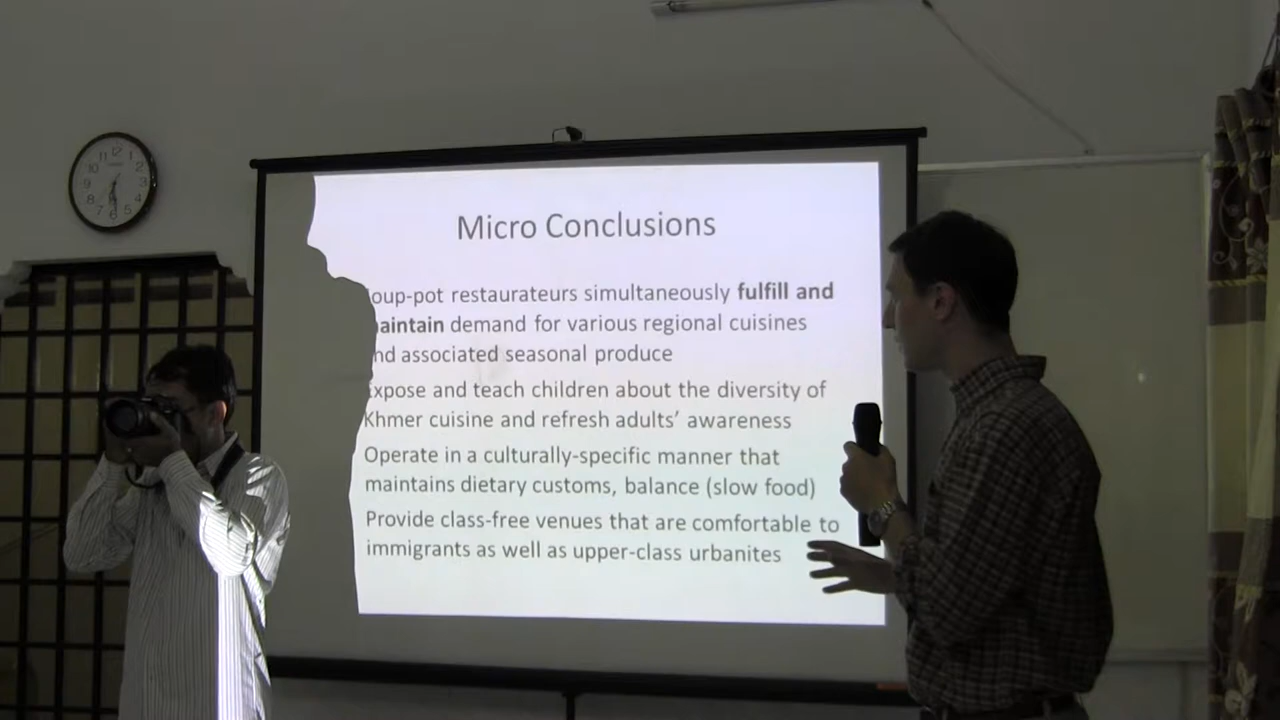 Micro Conclusions
oup-pot restaurateurs simultaneously fulfill and
aintain demand for various regional cuisines
nd associated seasonal produce
xpose and teach children about the diversity of
Khmer cuisine and refresh adults’ awareness
Operate in a culturally-specific manner that
maintains dietary customs, balance (slow food)
Provide class-free venues that are comfortable to
immigrants as well as upper-class urbanites